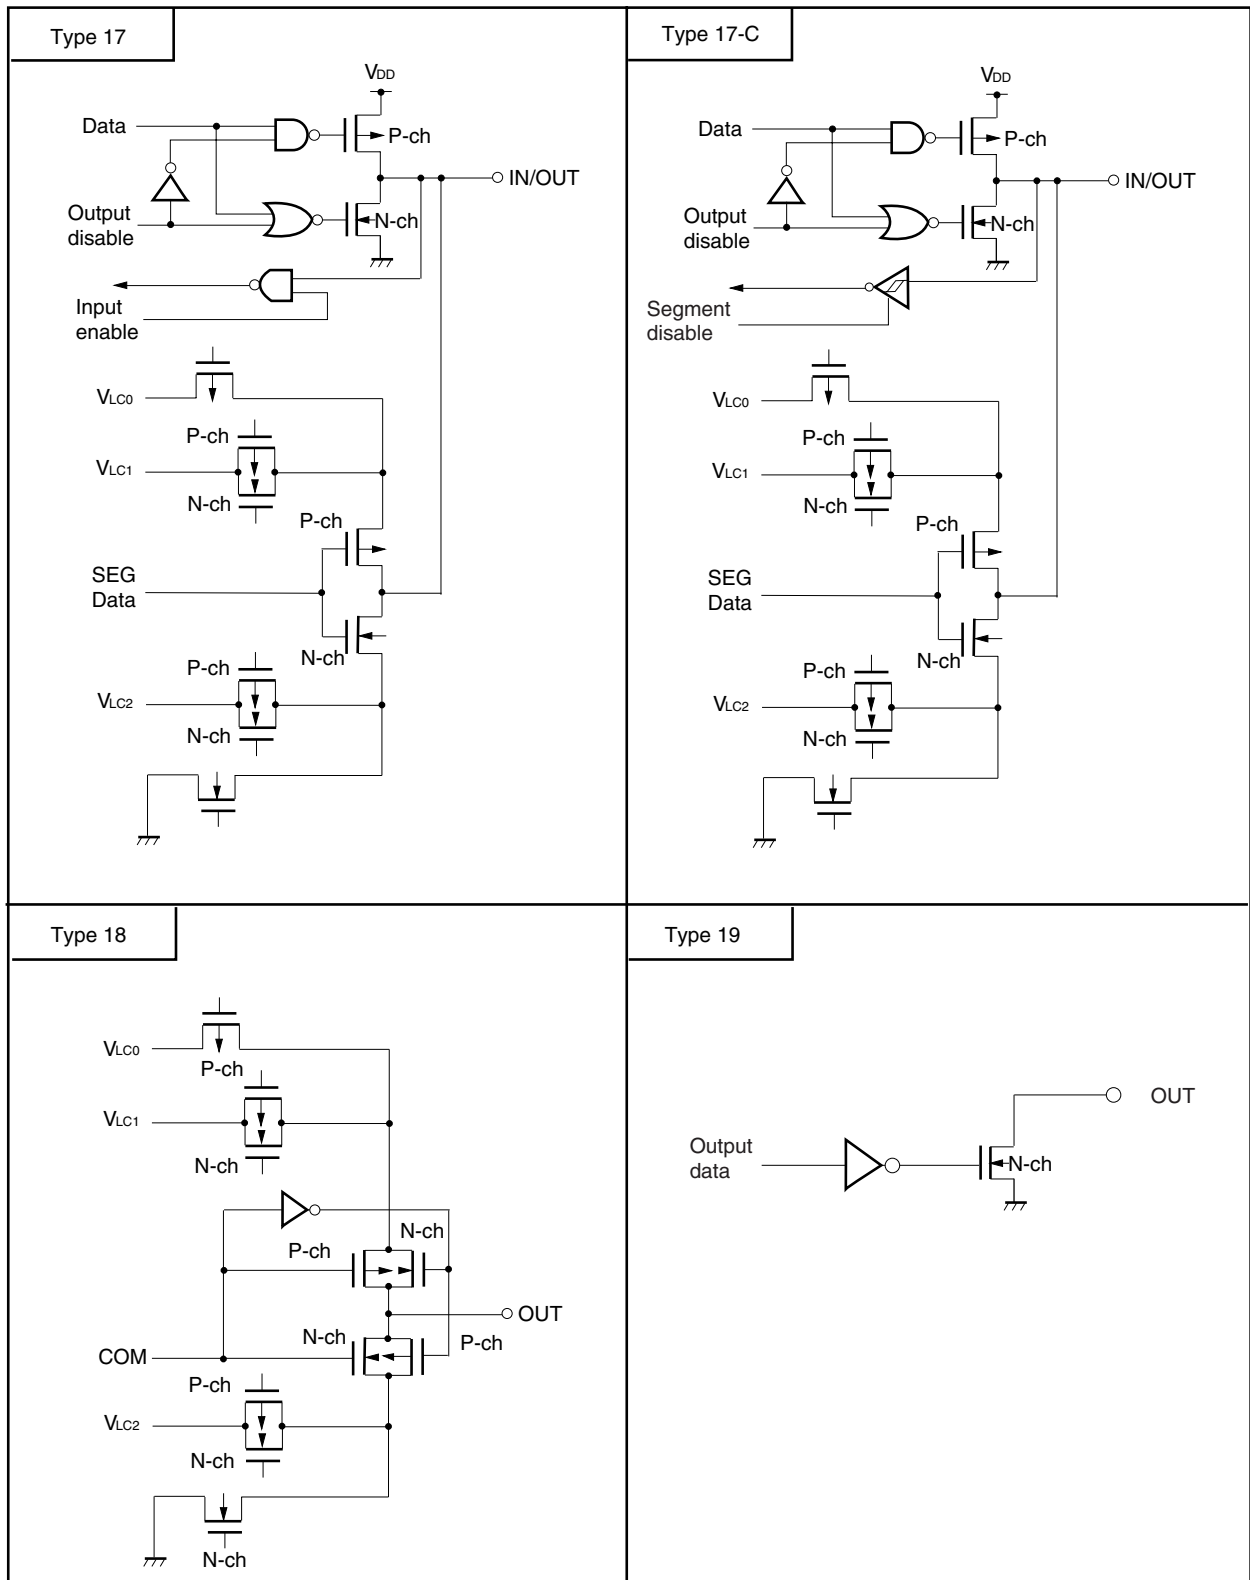 Type 17
VDD
Data
P-ch
IN/OUT
Output
disable
N-ch
Input
enable
VLC0
P-ch
VLC1
N-ch
P-ch
SEG
Data
N-ch
P-ch
VLC2
N-ch
Type 17-C
VDD
Data
P-ch
IN/OUT
Output
disable
N-ch
Segment
disable
VLC0
P-ch
VLC1
N-ch
P-ch
SEG
Data
N-ch
P-ch
VLC2
N-ch
Type 18
VLC0
P-ch
VLC1
N-ch
N-ch
P-ch
OUT
N-ch
P-ch
COM
P-ch
VLC2
N-ch
N-ch
Type 19
OUT
Output
data
N-ch